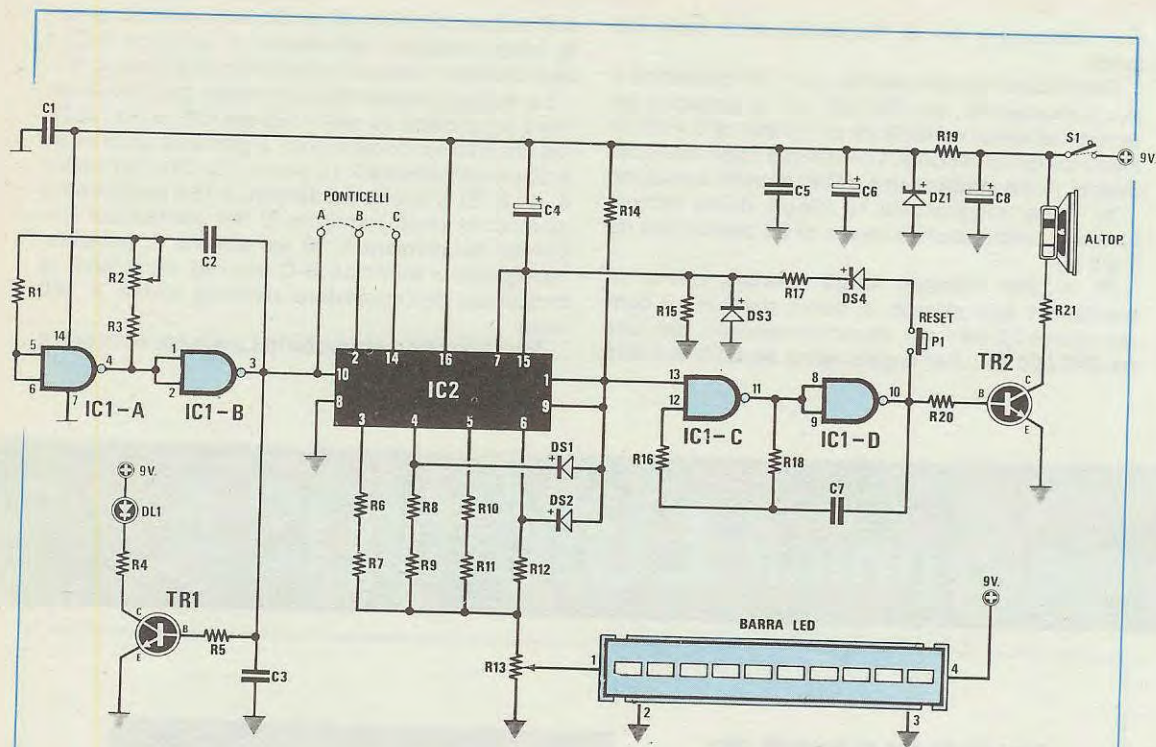 C1
R19
S1
9V.
PONTICELLI
A B C
C4
R14
C5
C6
DZ1
C8
ALTOP.
R1
R2
C2
R3
R15
DS3
R17
DS4
RESET
P1
R21
TR2
5
6
14
4
7
IC1-A
1
2
3
IC1-B
2
14
16
7
15
10
8
IC2
1
9
3
4
5
6
13
12
11
IC1-C
8
9
10
IC1-D
R20
B
C
E
R16
R18
C7
DS1
DS2
R6
R8
R10
R7
R9
R11
R12
9V.
DL1
R4
TR1
C
B
E
R5
C3
R13
BARRA LED
1
2
3
4
9V.